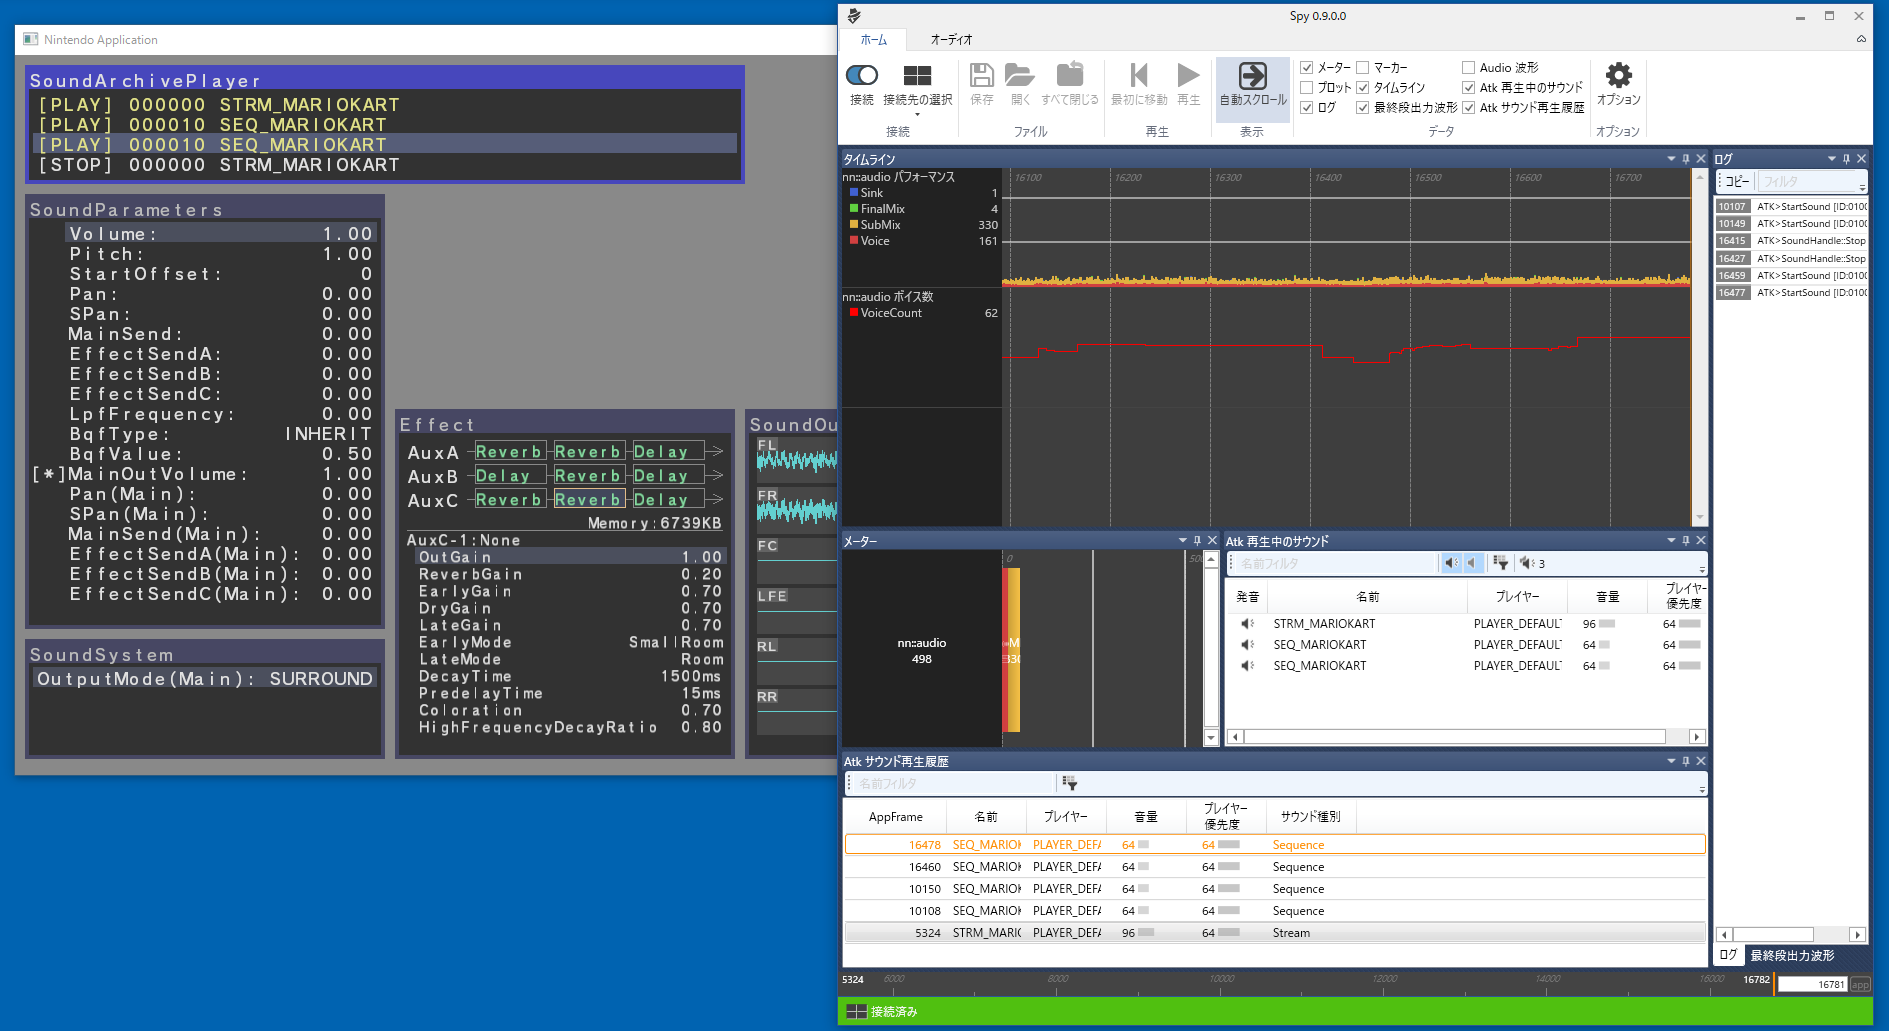 Nintendo Application
SoundArchivePlayer
[PLAY] 000000 STRM_MARIOKART
[PLAY] 000010 SEQ_MARIOKART
[PLAY] 000010 SEQ_MARIOKART
[STOP] 000000 STRM_MARIOKART
SoundParameters
Volume: 1.00
Pitch: 1.00
StartOffset: 0
Pan: 0.00
SPan: 0.00
MainSend: 0.00
EffectSendA: 0.00
EffectSendB: 0.00
EffectSendC: 0.00
LpfFrequency: 0.00
BqfType: INHERIT
BqfValue: 0.50
[*]MainOutVolume: 1.00
Pan(Main): 0.00
SPan(Main): 0.00
MainSend(Main): 0.00
EffectSendA(Main): 0.00
EffectSendB(Main): 0.00
EffectSendC(Main): 0.00
SoundSystem
OutputMode(Main): SURROUND
Effect
AuxA Reverb Reverb Delay
AuxB Delay Reverb Delay
AuxC Reverb Reverb Delay
Memory:6739KB
AuxC-1:None
OutGain 1.00
ReverbGain 0.20
EarlyGain 0.70
DryGain 0.70
LateGain 0.70
EarlyMode SmallRoom
LateMode Room
DecayTime 1500ms
PredelayTime 15ms
Coloration 0.70
HighFrequencyDecayRatio 0.80
SoundOu
FL
FR
FC
LFE
RL
RR
Spy 0.9.0.0
ホーム オーディオ
接続 接続先の選択
接続
保存 開く すべて閉じる
ファイル
最初に移動 再生
再生
自動スクロール
表示
メーター マーカー Audio 波形
プロット タイムライン Atk 再生中のサウンド
ログ 最終段出力波形 Atk サウンド再生履歴
データ
オプション
オプション
タイムライン
nn::audio パフォーマンス
Sink 1
FinalMix 4
SubMix 330
Voice 161
16100 16200 16300 16400 16500 16600 16700
nn::audio ボイス数
VoiceCount 62
メーター
nn::audio
498
0 500
Atk 再生中のサウンド
名前フィルタ 3
発音 名前 プレイヤー 音量 プレイヤー優先度
STRM_MARIOKART PLAYER_DEFAULT 96 64
SEQ_MARIOKART PLAYER_DEFAULT 64 64
SEQ_MARIOKART PLAYER_DEFAULT 64 64
Atk サウンド再生履歴
名前フィルタ
AppFrame 名前 プレイヤー 音量 プレイヤー優先度 サウンド種別
16478 SEQ_MARIOK PLAYER_DEFA 64 64 Sequence
16460 SEQ_MARIOK PLAYER_DEFA 64 64 Sequence
10150 SEQ_MARIOK PLAYER_DEFA 64 64 Sequence
10108 SEQ_MARIOK PLAYER_DEFA 64 64 Sequence
5324 STRM_MARIC PLAYER_DEFA 96 64 Stream
ログ
コピー フィルタ
10107 ATK>StartSound [ID:010
10149 ATK>StartSound [ID:010
16415 ATK>SoundHandle::Stop
16427 ATK>SoundHandle::Stop
16459 ATK>StartSound [ID:010
16477 ATK>StartSound [ID:010
ログ 最終段出力波形
5324 6000 8000 10000 12000 14000 16000 16782 16781 app
接続済み